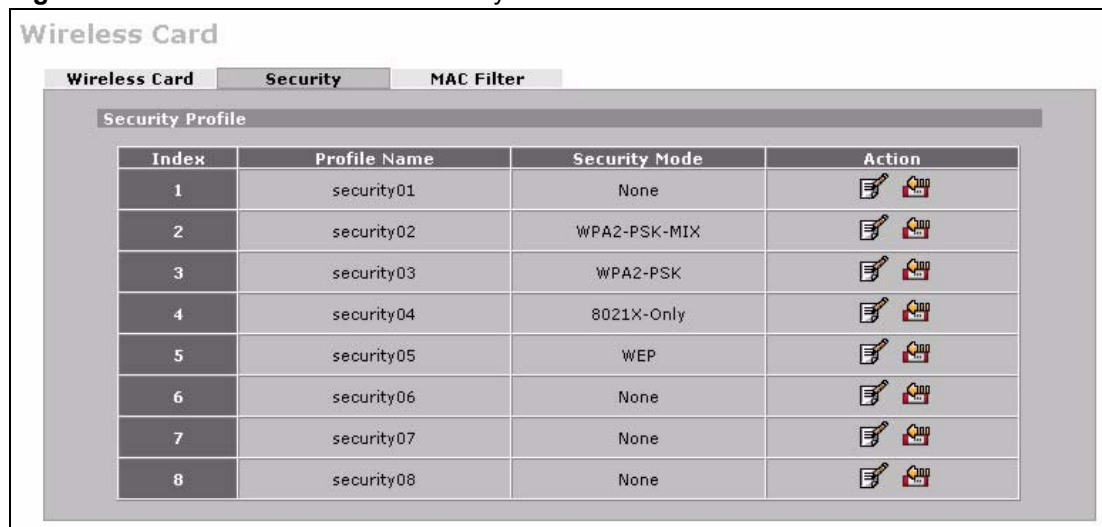 Wireless Card
Wireless Card Security MAC Filter
Security Profile
Index Profile Name Security Mode Action
1 security01 None
2 security02 WPA2-PSK-MIX
3 security03 WPA2-PSK
4 security04 8021X-Only
5 security05 WEP
6 security06 None
7 security07 None
8 security08 None